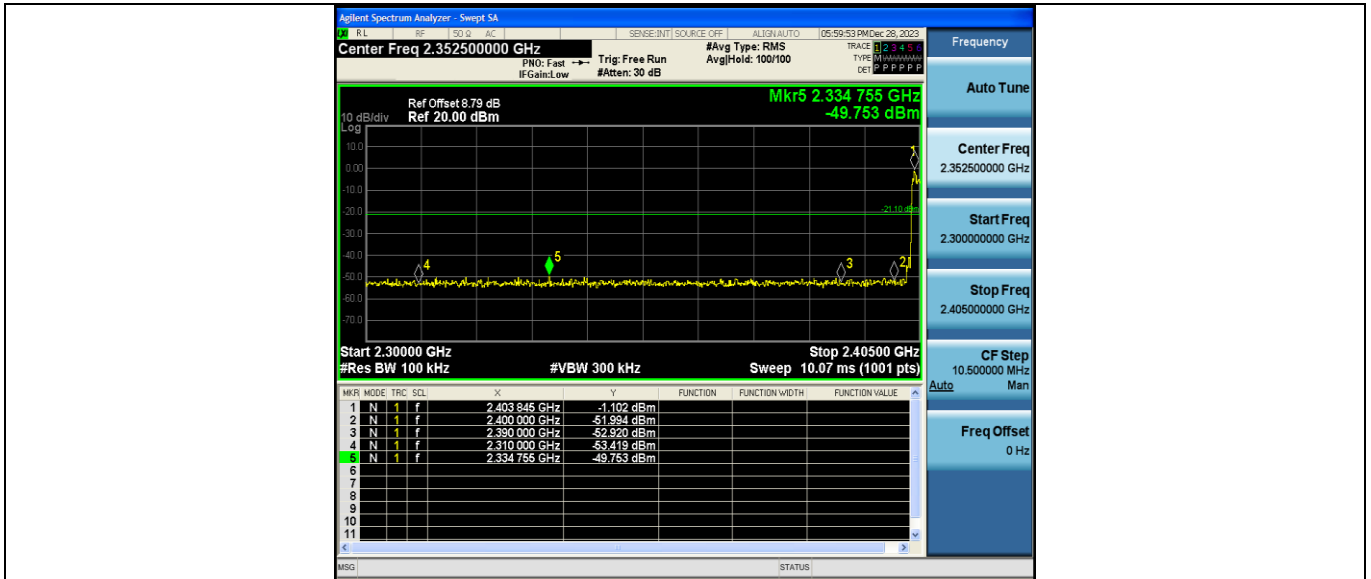 Agilent Spectrum Analyzer - Swept SA
LXI RL RF 50 Ω AC SENSE:INT SOURCE OFF ALIGNAUTO 05:59:53 PM Dec 28, 2023
Center Freq 2.352500000 GHz
PNO: Fast
IFGain:Low
Trig: Free Run
#Atten: 30 dB
#Avg Type: RMS
Avg|Hold: 100/100
TRACE 1 2 3 4 5 6
TYPE MWWWWW
DET P P P P P P
Mkr5 2.334 755 GHz
-49.753 dBm
Ref Offset 8.79 dB
10 dB/div Ref 20.00 dBm
Log
10.0
0.00
-10.0
-20.0
-30.0
-40.0
-50.0
-60.0
-70.0
-21.10 dBm
1
2
3
4
5
Start 2.30000 GHz Stop 2.40500 GHz
#Res BW 100 kHz #VBW 300 kHz Sweep 10.07 ms (1001 pts)
MKR MODE TRC SCL X Y FUNCTION FUNCTION WIDTH FUNCTION VALUE
1 N 1 f 2.403 845 GHz -1.102 dBm
2 N 1 f 2.400 000 GHz -51.994 dBm
3 N 1 f 2.390 000 GHz -52.920 dBm
4 N 1 f 2.310 000 GHz -53.419 dBm
5 N 1 f 2.334 755 GHz -49.753 dBm
6
7
8
9
10
11
MSG STATUS
Frequency
Auto Tune
Center Freq
2.352500000 GHz
Start Freq
2.300000000 GHz
Stop Freq
2.405000000 GHz
CF Step
10.500000 MHz
Auto Man
Freq Offset
0 Hz